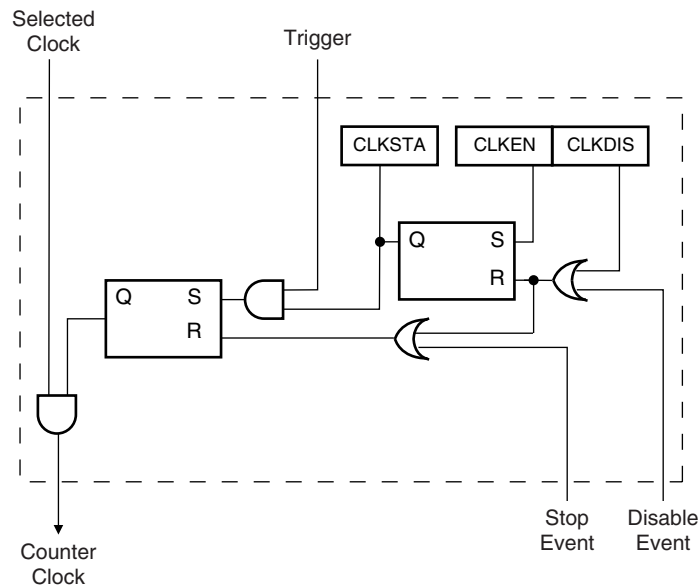 Selected
Clock
Trigger
CLKSTA
CLKEN
CLKDIS
Q
S
R
Q
S
R
Counter
Clock
Stop
Event
Disable
Event